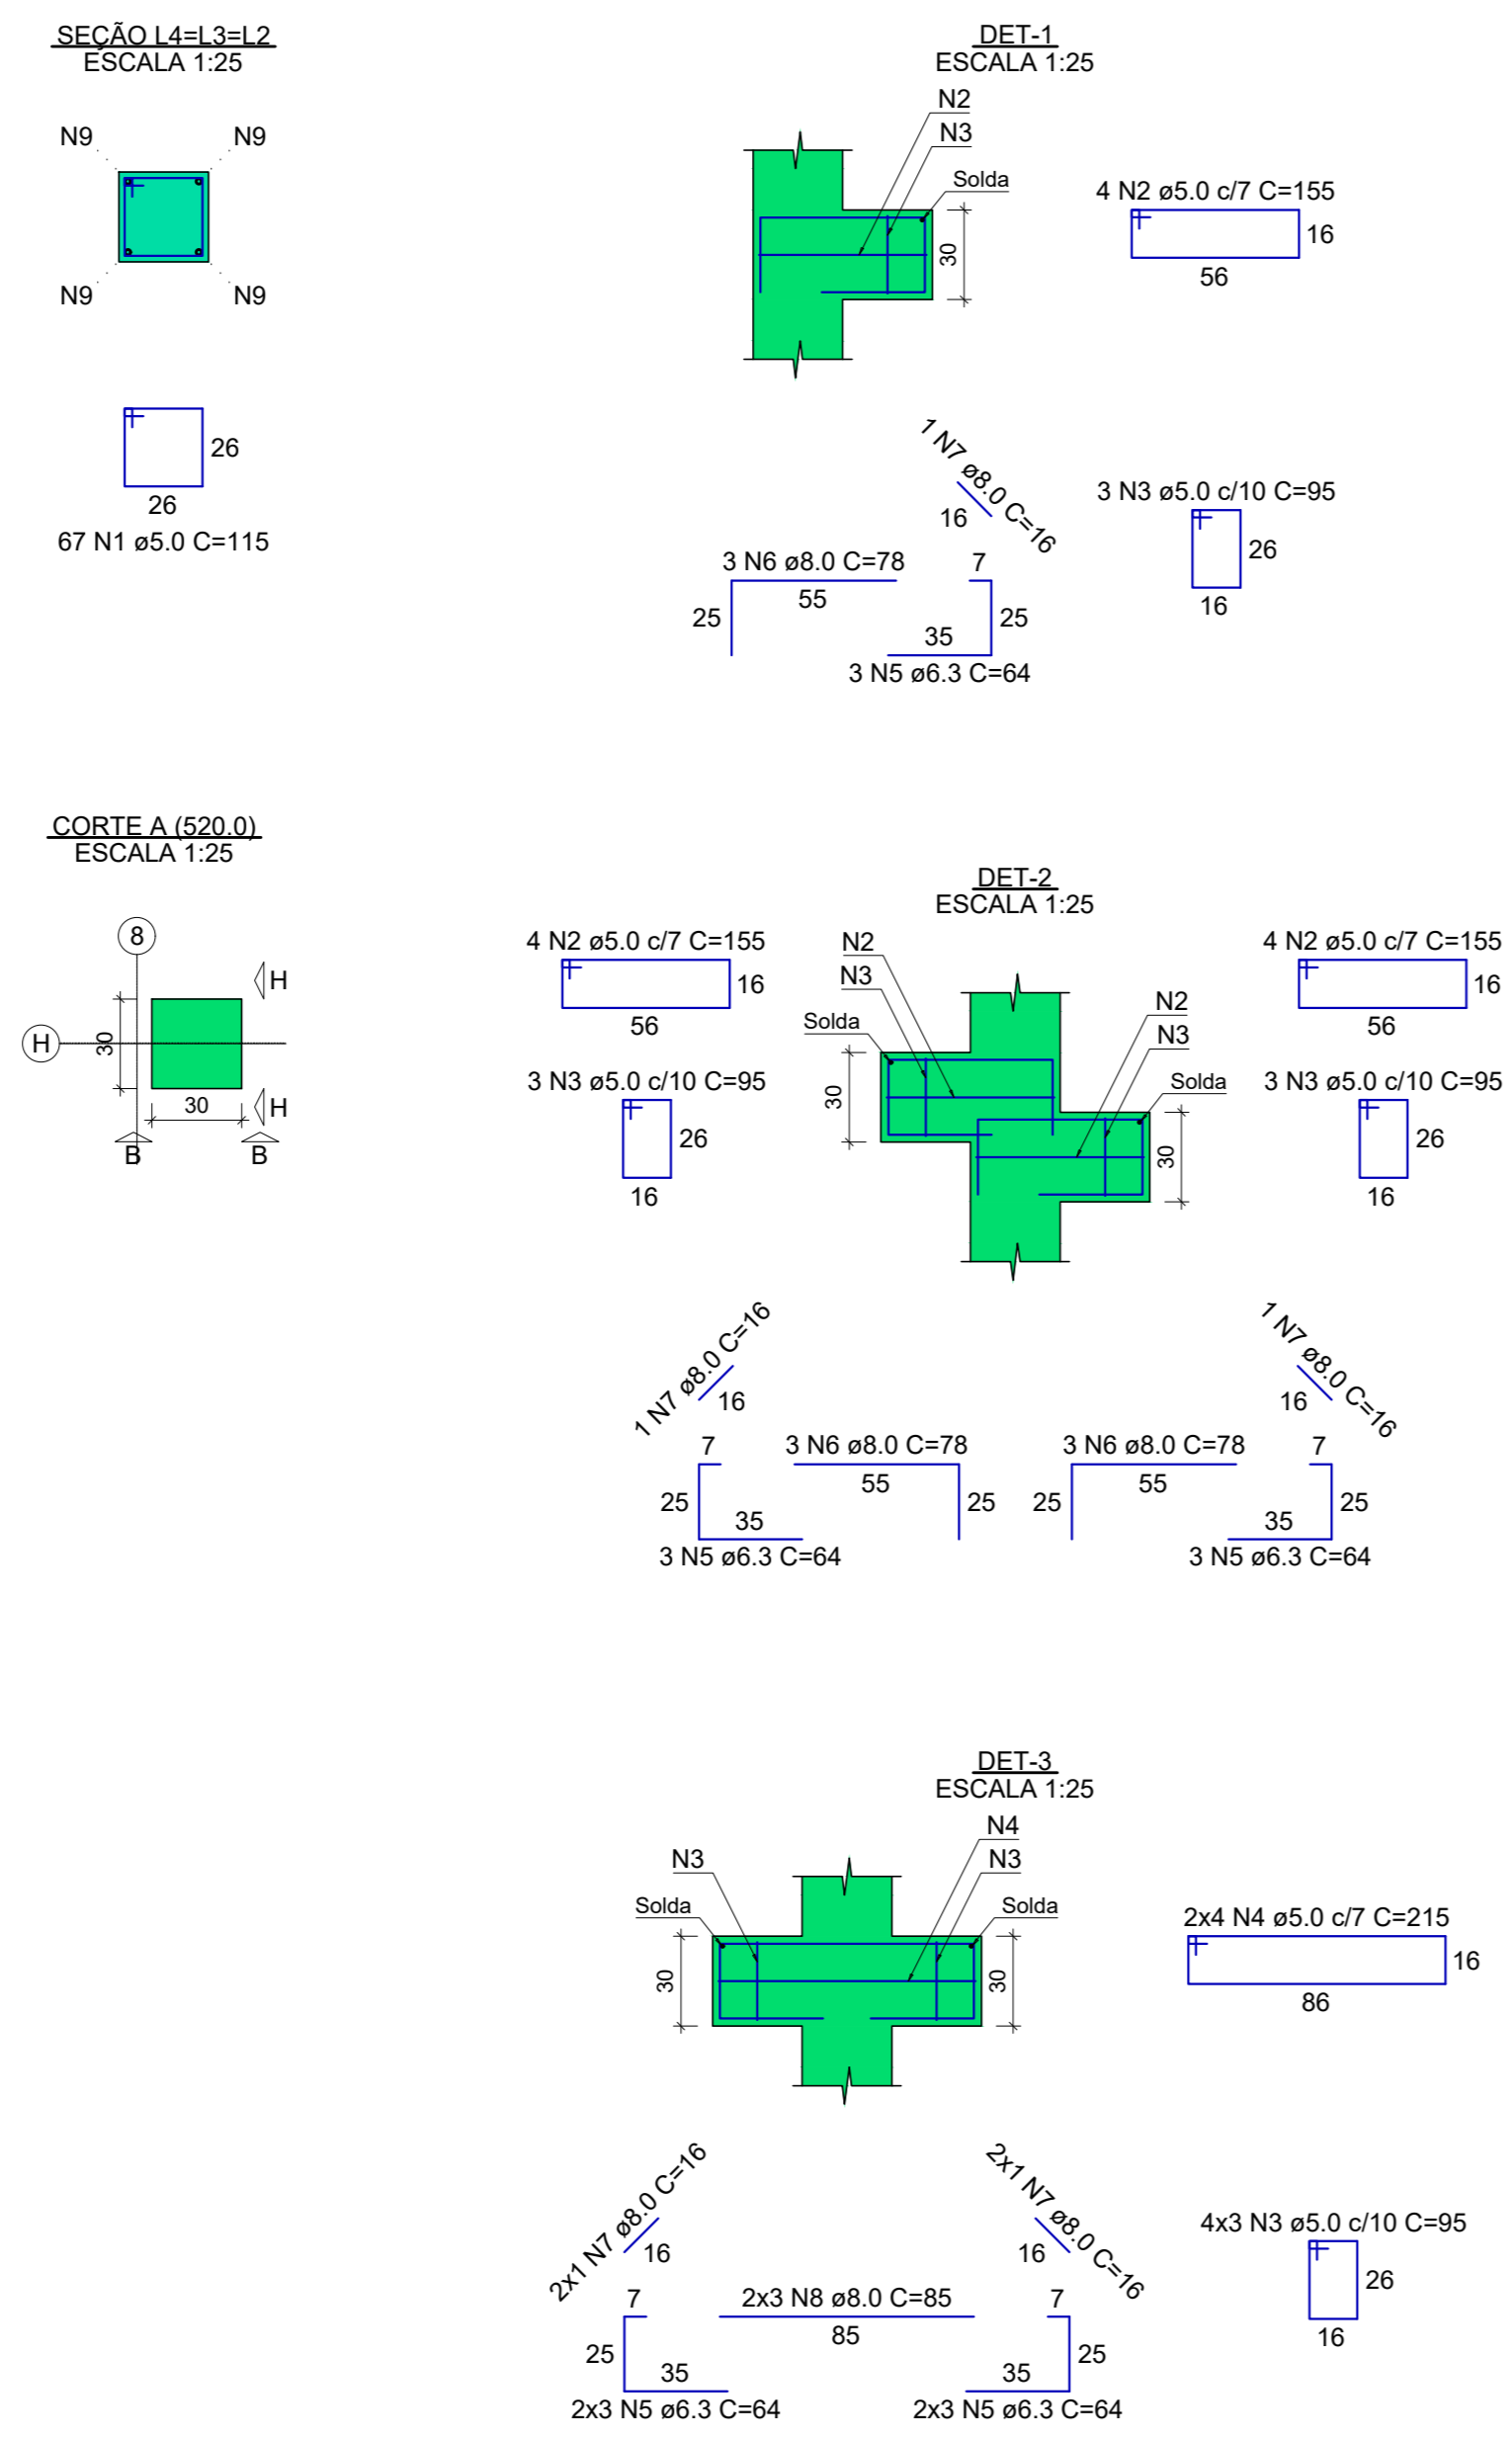 SEÇÃO L4=L3=L2
ESCALA 1:25
N9
N9
N9
N9
26
26
67 N1 ø5.0 C=115
DET-1
ESCALA 1:25
N2
N3
Solda
30
4 N2 ø5.0 c/7 C=155
16
56
1 N7 ø8.0 C=16
16
3 N6 ø8.0 C=78
55
25
7
25
35
3 N5 ø6.3 C=64
3 N3 ø5.0 c/10 C=95
26
16
CORTE A (520.0)
ESCALA 1:25
8
H
H
H
30
30
B
B
DET-2
ESCALA 1:25
4 N2 ø5.0 c/7 C=155
16
56
3 N3 ø5.0 c/10 C=95
26
16
N2
N3
Solda
30
N2
N3
Solda
30
4 N2 ø5.0 c/7 C=155
16
56
3 N3 ø5.0 c/10 C=95
26
16
1 N7 ø8.0 C=16
16
7
25
35
3 N5 ø6.3 C=64
3 N6 ø8.0 C=78
55
25
3 N6 ø8.0 C=78
55
25
1 N7 ø8.0 C=16
16
7
25
35
3 N5 ø6.3 C=64
DET-3
ESCALA 1:25
N4
N3
N3
Solda
Solda
30
30
2x4 N4 ø5.0 c/7 C=215
16
86
2x1 N7 ø8.0 C=16
16
2x1 N7 ø8.0 C=16
16
7
25
35
2x3 N5 ø6.3 C=64
2x3 N8 ø8.0 C=85
85
7
25
35
2x3 N5 ø6.3 C=64
4x3 N3 ø5.0 c/10 C=95
26
16